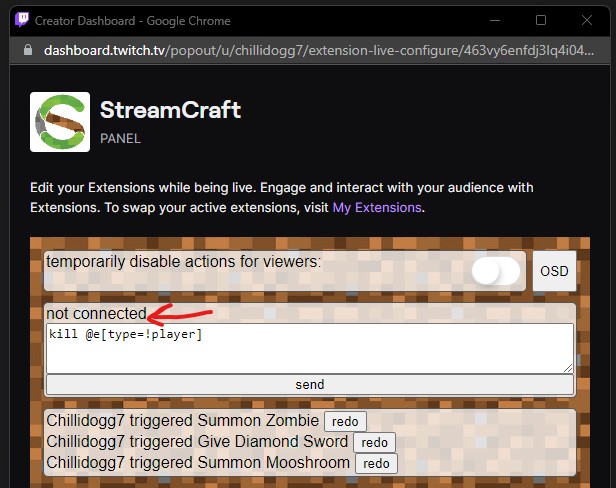 Creator Dashboard - Google Chrome
dashboard.twitch.tv/popout/u/chillidogg7/extension-live-configure/463vy6enfdj3lq4i04...
StreamCraft
PANEL
Edit your Extensions while being live. Engage and interact with your audience with
Extensions. To swap your active extensions, visit My Extensions.
temporarily disable actions for viewers:
OSD
not connected
kill @e[type=!player]
send
Chillidogg7 triggered Summon Zombie redo
Chillidogg7 triggered Give Diamond Sword redo
Chillidogg7 triggered Summon Mooshroom redo